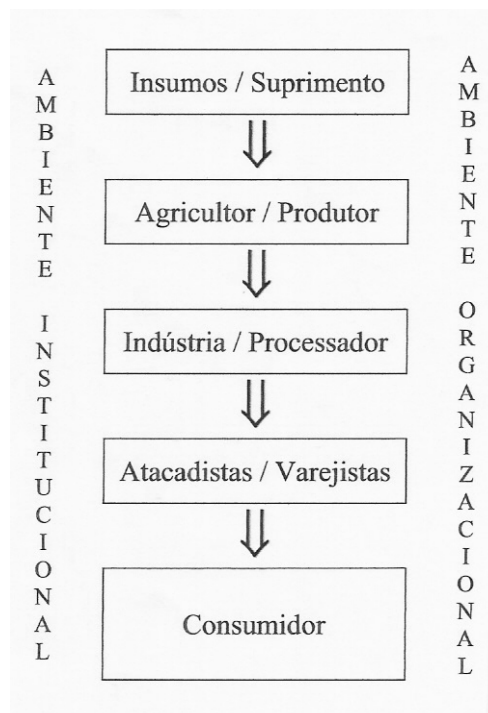 AMBIENTE INSTITUCIONAL
Insumos / Suprimento
Agricultor / Produtor
Indústria / Processador
Atacadistas / Varejistas
Consumidor
AMBIENTE ORGANIZACIONAL